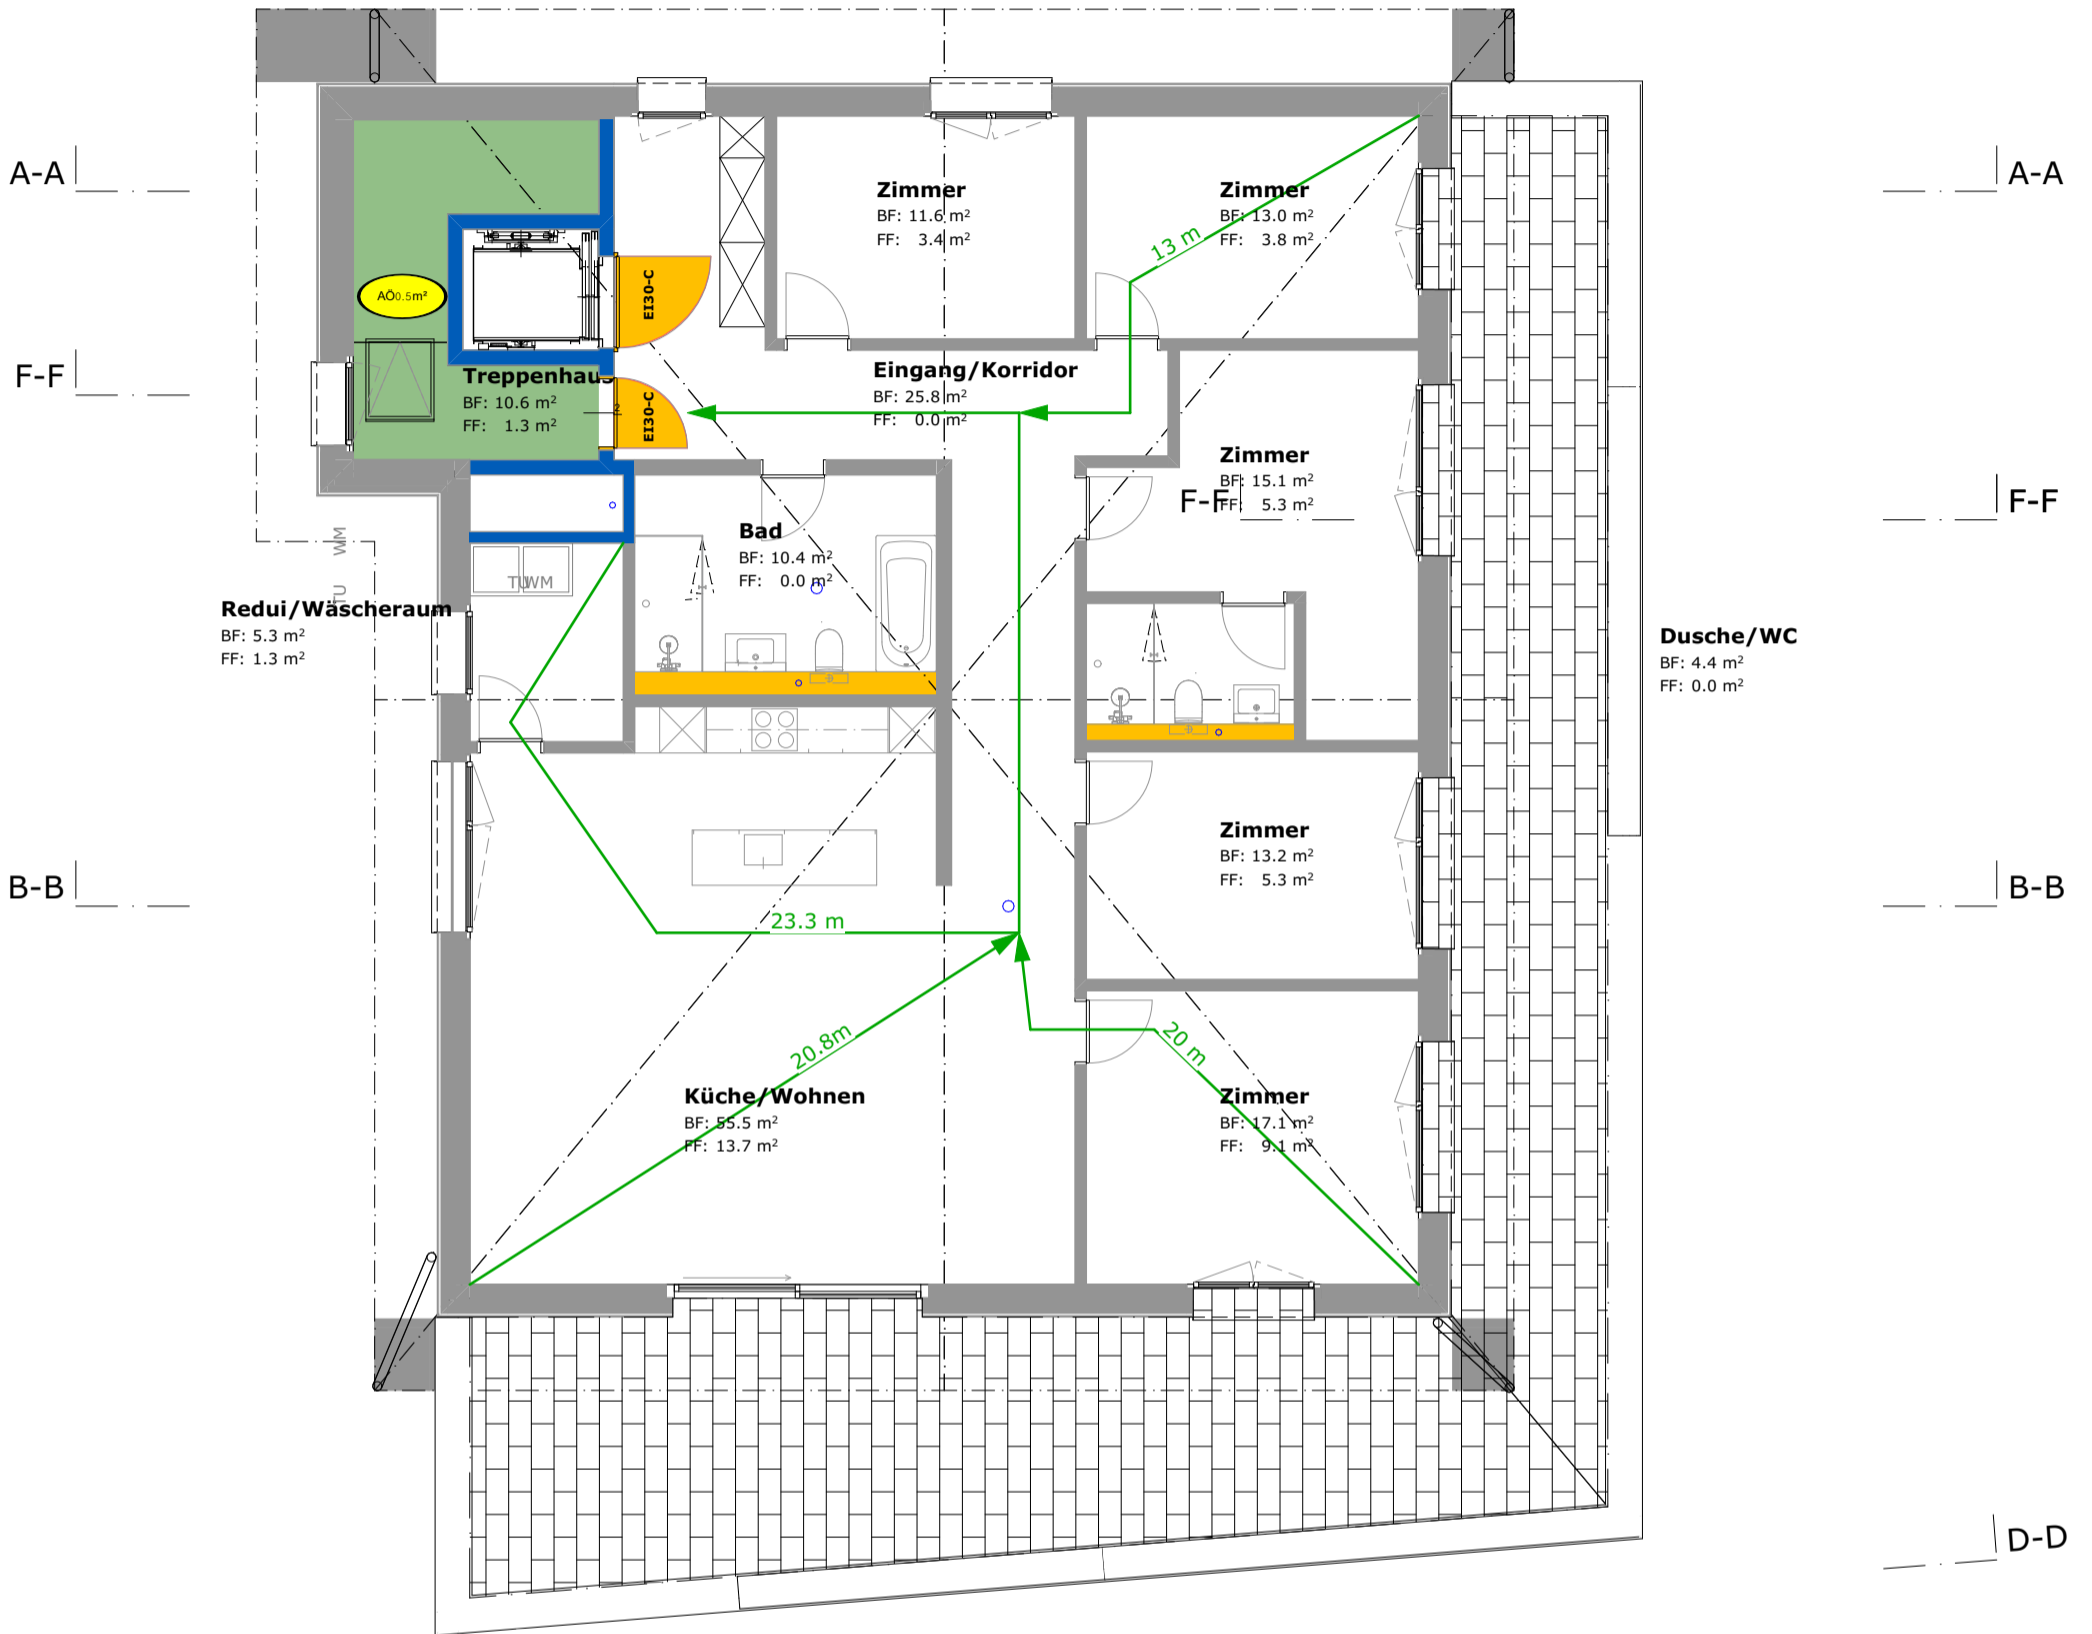 A-A
A-A
Zimmer
BF: 11.6 m²
FF: 3.4 m²
Zimmer
BF: 13.0 m²
FF: 3.8 m²
13 m
EI30-C
AÖ0.5m²
F-F
Treppenhaus
BF: 10.6 m²
FF: 1.3 m²
EI30-C
Eingang/Korridor
BF: 25.8 m²
FF: 0.0 m²
Zimmer
BF: 15.1 m²
FF: 5.3 m²
F-F
F-F
Bad
BF: 10.4 m²
FF: 0.0 m²
WM
TU
TU
WM
Redui/Wäscheraum
BF: 5.3 m²
FF: 1.3 m²
Dusche/WC
BF: 4.4 m²
FF: 0.0 m²
Zimmer
BF: 13.2 m²
FF: 5.3 m²
B-B
B-B
23.3 m
20.8m
20 m
Küche/Wohnen
BF: 55.5 m²
FF: 13.7 m²
Zimmer
BF: 17.1 m²
FF: 9.1 m²
D-D